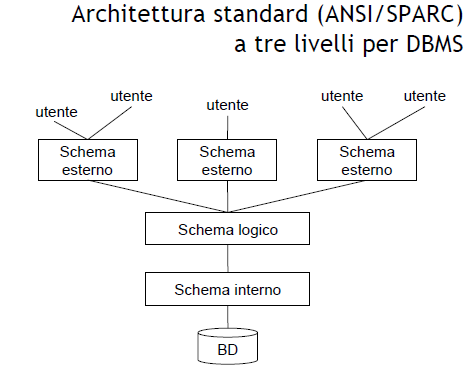 Architettura standard (ANSI/SPARC)
a tre livelli per DBMS
utente
utente
utente
utente
utente
Schema
esterno
Schema
esterno
Schema
esterno
Schema logico
Schema interno
BD